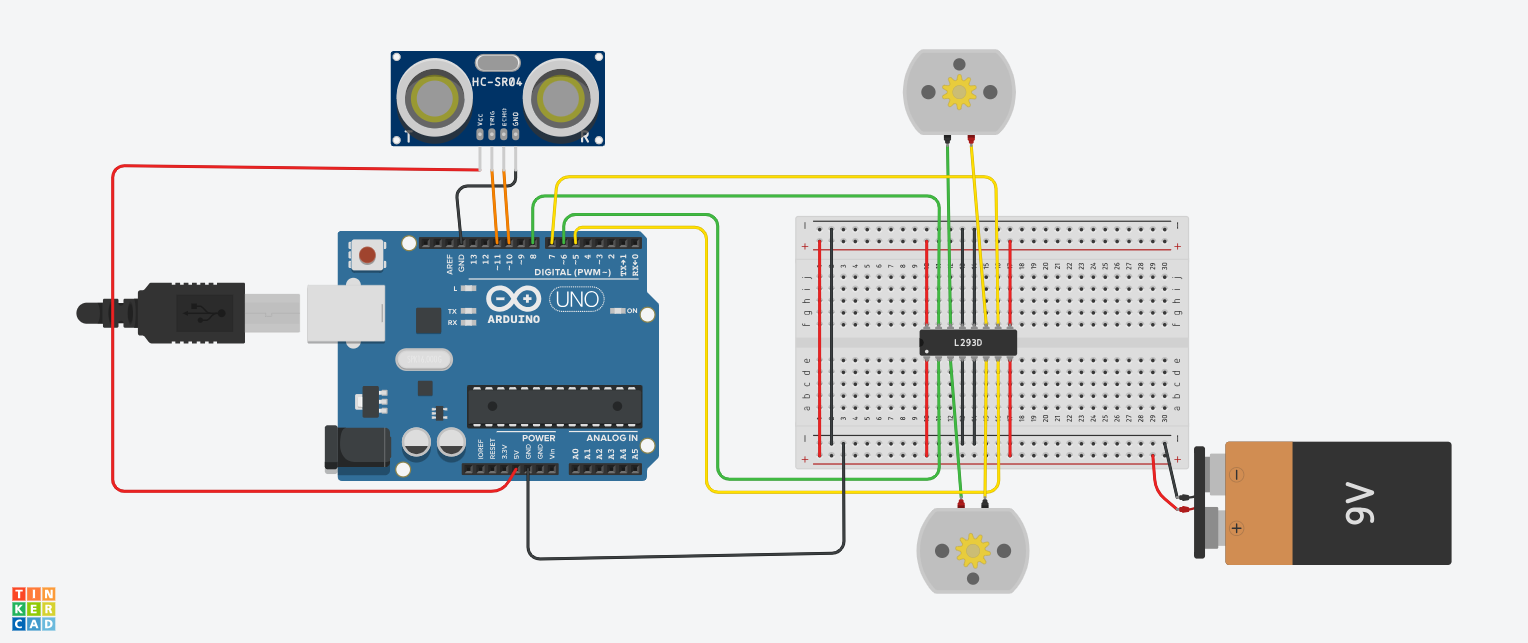 HC-SR04
VCC
TRIG
ECHO
GND
T
R
AREF
GND
13
12
~11
~10
~9
8
7
~6
~5
4
~3
2
TX→1
RX←0
DIGITAL (PWM~)
L
TX
RX
ARDUINO
UNO
ON
POWER
ANALOG IN
IOREF
RESET
3.3V
5V
GND
GND
Vin
A0
A1
A2
A3
A4
A5
L293D
j
i
h
g
f
e
d
c
b
a
9V
TIN
KER
CAD